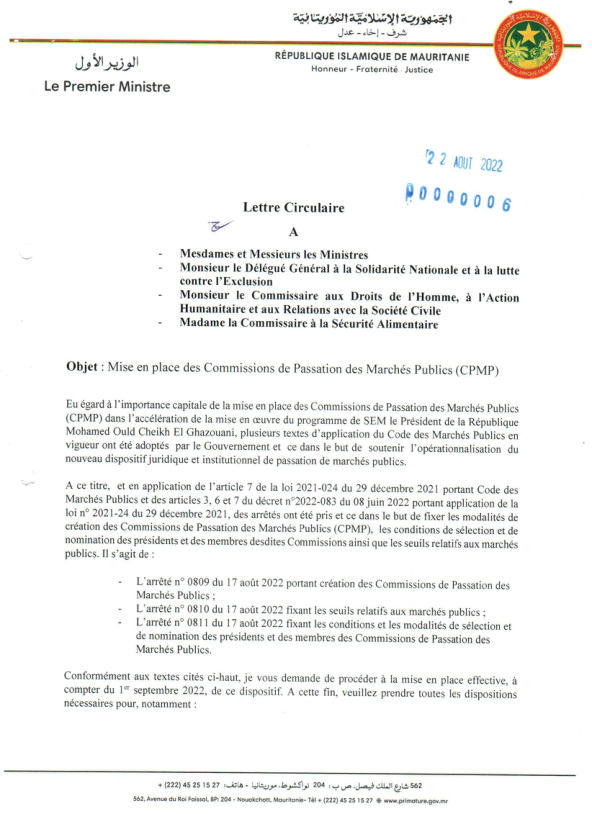 الجمهورية الإسلامية الموريتانية
شرف - إخاء - عدل
RÉPUBLIQUE ISLAMIQUE DE MAURITANIE
Honneur - Fraternité - Justice
الوزير الأول
Le Premier Ministre
22 AOUT 2022
0000006
Lettre Circulaire
A
- Mesdames et Messieurs les Ministres
- Monsieur le Délégué Général à la Solidarité Nationale et à la lutte
contre l'Exclusion
- Monsieur le Commissaire aux Droits de l'Homme, à l'Action
Humanitaire et aux Relations avec la Société Civile
- Madame la Commissaire à la Sécurité Alimentaire
Objet : Mise en place des Commissions de Passation des Marchés Publics (CPMP)
Eu égard à l'importance capitale de la mise en place des Commissions de Passation des Marchés Publics
(CPMP) dans l'accélération de la mise en œuvre du programme de SEM le Président de la République
Mohamed Ould Cheikh El Ghazouani, plusieurs textes d'application du Code des Marchés Publics en
vigueur ont été adoptés par le Gouvernement et ce dans le but de soutenir l'opérationnalisation du
nouveau dispositif juridique et institutionnel de passation de marchés publics.
A ce titre, et en application de l'article 7 de la loi 2021-024 du 29 décembre 2021 portant Code des
Marchés Publics et des articles 3, 6 et 7 du décret n°2022-083 du 08 juin 2022 portant application de la
loi n° 2021-24 du 29 décembre 2021, des arrêtés ont été pris et ce dans le but de fixer les modalités de
création des Commissions de Passation des Marchés Publics (CPMP), les conditions de sélection et de
nomination des présidents et des membres desdites Commissions ainsi que les seuils relatifs aux marchés
publics. Il s'agit de :
- L'arrêté n° 0809 du 17 août 2022 portant création des Commissions de Passation des
Marchés Publics ;
- L'arrêté n° 0810 du 17 août 2022 fixant les seuils relatifs aux marchés publics ;
- L'arrêté n° 0811 du 17 août 2022 fixant les conditions et les modalités de sélection et
de nomination des présidents et des membres des Commissions de Passation des
Marchés Publics.
Conformément aux textes cités ci-haut, je vous demande de procéder à la mise en place effective, à
compter du 1er septembre 2022, de ce dispositif. A cette fin, veuillez prendre toutes les dispositions
nécessaires pour, notamment :
562 شارع الملك فيصل، ص ب : 204 نواكشوط، موريتانيا - هاتف: 27 15 25 45 (222) +
562, Avenue du Roi Faissal, BP: 204 - Nouakchott, Mauritanie- Tél + (222) 45 25 15 27 www.primature.gov.mr